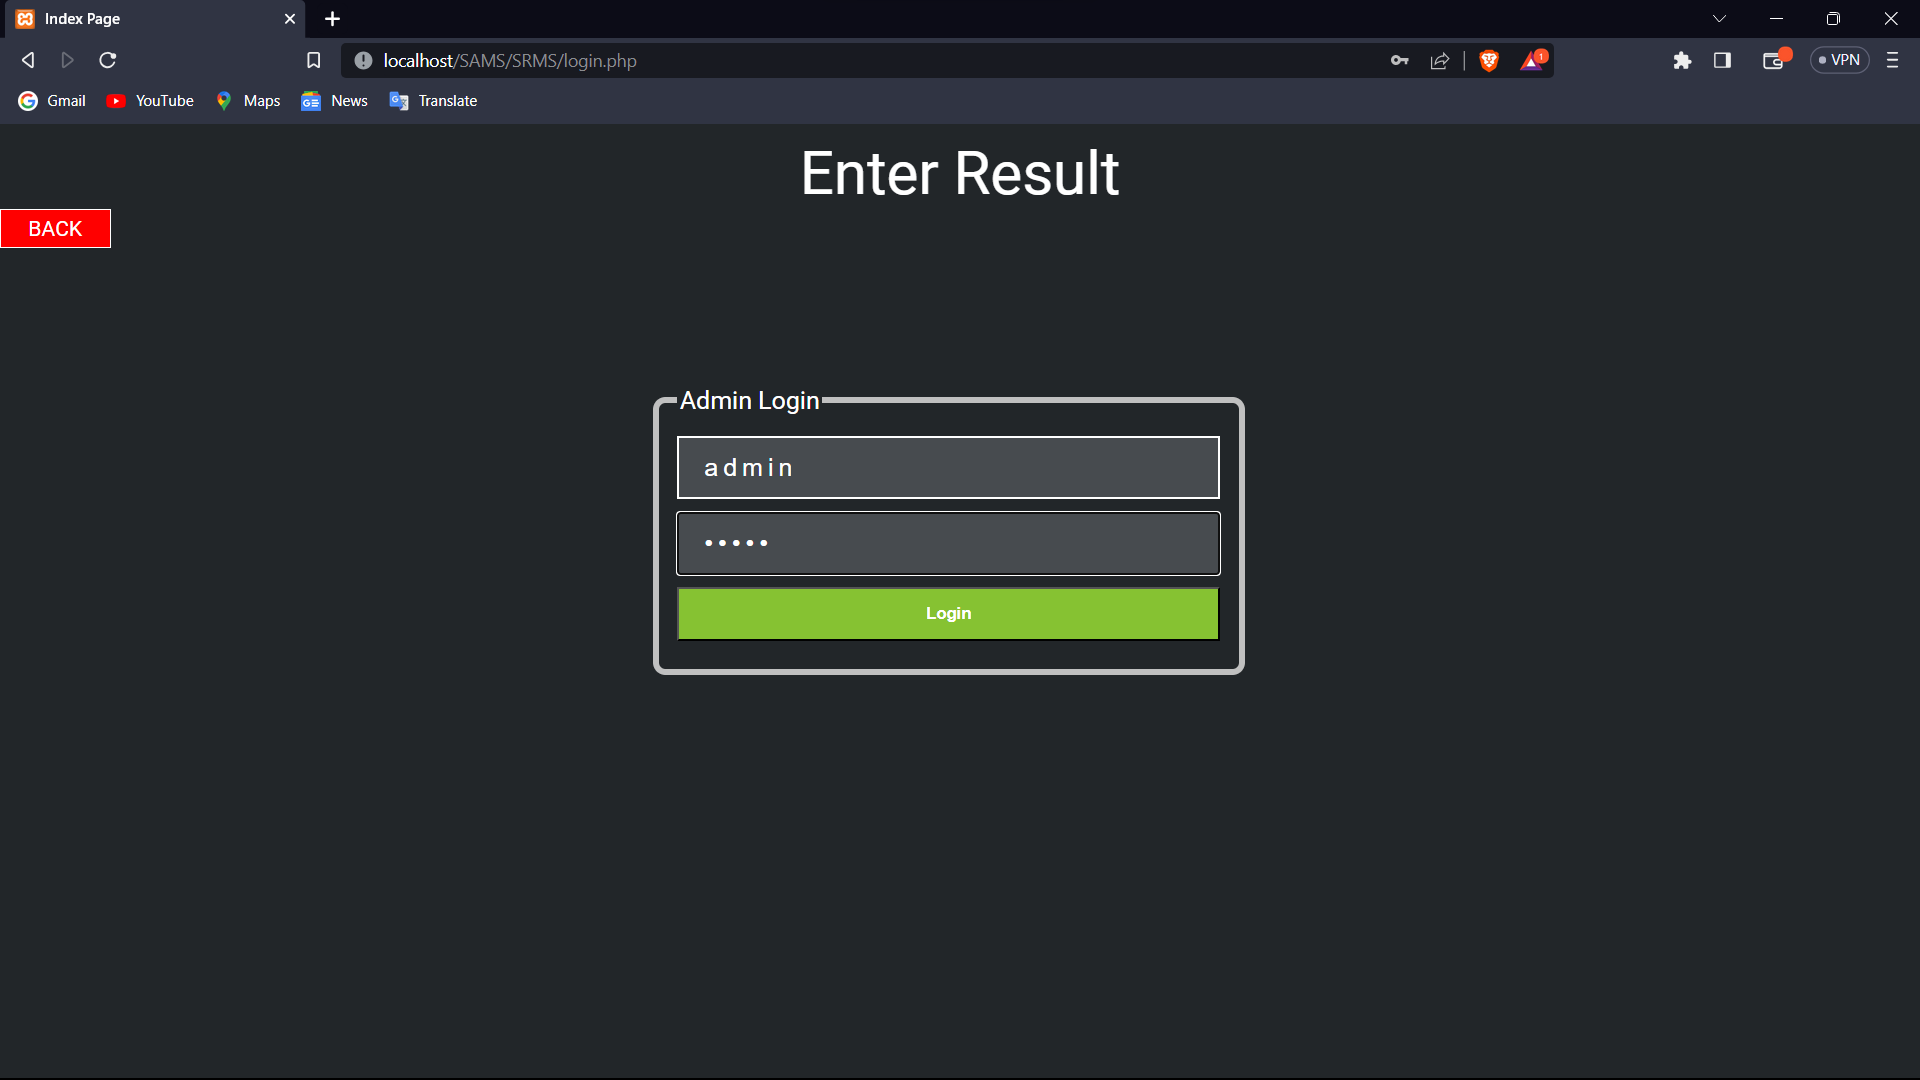 Index Page
localhost/SAMS/SRMS/login.php
1
VPN
Gmail
YouTube
Maps
News
Translate
Enter Result
BACK
Admin Login
admin
•••••
Login